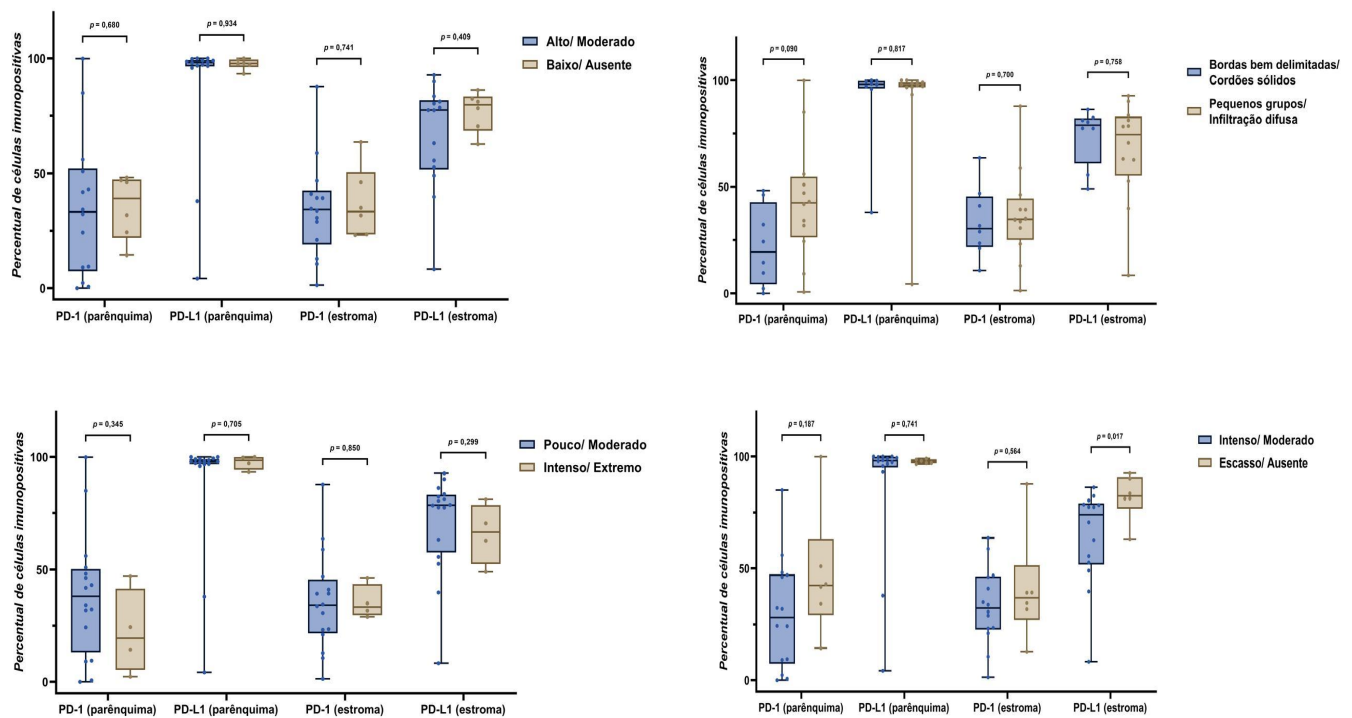 p = 0,680
p = 0,934
p = 0,741
p = 0,409
Alto/ Moderado
Baixo/ Ausente
Percentual de células imunopositivas
100
50
0
PD-1 (parênquima)
PD-L1 (parênquima)
PD-1 (estroma)
PD-L1 (estroma)
p = 0,090
p = 0,817
p = 0,700
p = 0,758
Bordas bem delimitadas/
Cordões sólidos
Pequenos grupos/
Infiltração difusa
Percentual de células imunopositivas
100
50
0
PD-1 (parênquima)
PD-L1 (parênquima)
PD-1 (estroma)
PD-L1 (estroma)
p = 0,345
p = 0,705
p = 0,850
p = 0,299
Pouco/ Moderado
Intenso/ Extremo
Percentual de células imunopositivas
100
50
0
PD-1 (parênquima)
PD-L1 (parênquima)
PD-1 (estroma)
PD-L1 (estroma)
p = 0,187
p = 0,741
p = 0,564
p = 0,017
Intenso/ Moderado
Escasso/ Ausente
Percentual de células imunopositivas
100
50
0
PD-1 (parênquima)
PD-L1 (parênquima)
PD-1 (estroma)
PD-L1 (estroma)